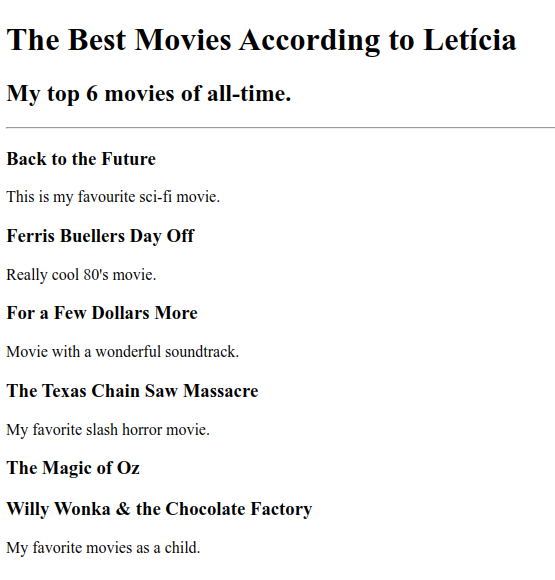 The Best Movies According to Letícia
My top 6 movies of all-time.
Back to the Future
This is my favourite sci-fi movie.
Ferris Buellers Day Off
Really cool 80's movie.
For a Few Dollars More
Movie with a wonderful soundtrack.
The Texas Chain Saw Massacre
My favorite slash horror movie.
The Magic of Oz
Willy Wonka & the Chocolate Factory
My favorite movies as a child.